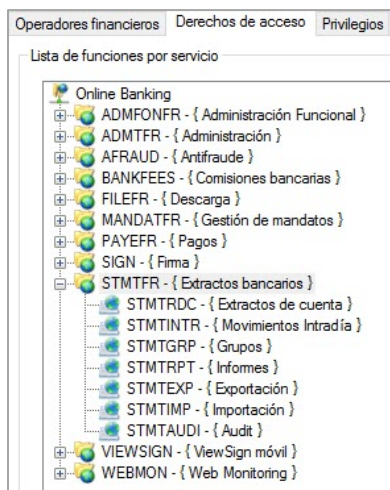 Operadores financieros Derechos de acceso Privilegios
Lista de funciones por servicio
Online Banking
ADMFONFR - { Administración Funcional }
ADMTFR - { Administración }
AFRAUD - { Antifraude }
BANKFEES - { Comisiones bancarias }
FILEFR - { Descarga }
MANDATFR - { Gestión de mandatos }
PAYEFR - { Pagos }
SIGN - { Firma }
STMTFR - { Extractos bancarios }
STMTRDC - { Extractos de cuenta }
STMTINTR - { Movimientos Intradía }
STMTGRP - { Grupos }
STMTRPT - { Informes }
STMTEXP - { Exportación }
STMTIMP - { Importación }
STMTAUDI - { Audit }
VIEWSIGN - { ViewSign móvil }
WEBMON - { Web Monitoring }